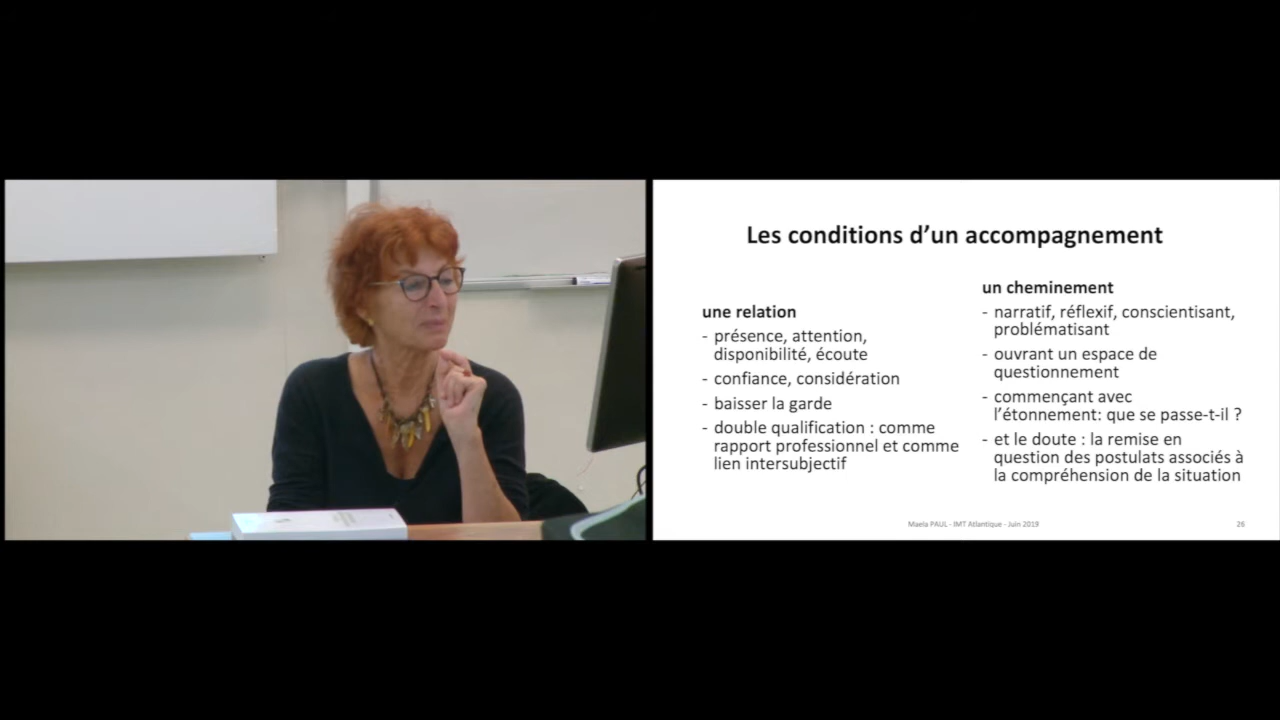 Les conditions d’un accompagnement
une relation
- présence, attention,
disponibilité, écoute
- confiance, considération
- baisser la garde
- double qualification : comme
rapport professionnel et comme
lien intersubjectif
un cheminement
- narratif, réflexif, conscientisant,
problématisant
- ouvrant un espace de
questionnement
- commençant avec
l’étonnement: que se passe-t-il ?
- et le doute : la remise en
question des postulats associés à
la compréhension de la situation
Maela PAUL - IMT Atlantique - Juin 2019
26